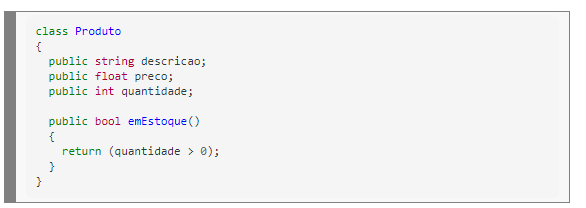 class Produto
{
  public string descricao;
  public float preco;
  public int quantidade;

  public bool emEstoque()
  {
    return (quantidade > 0);
  }
}